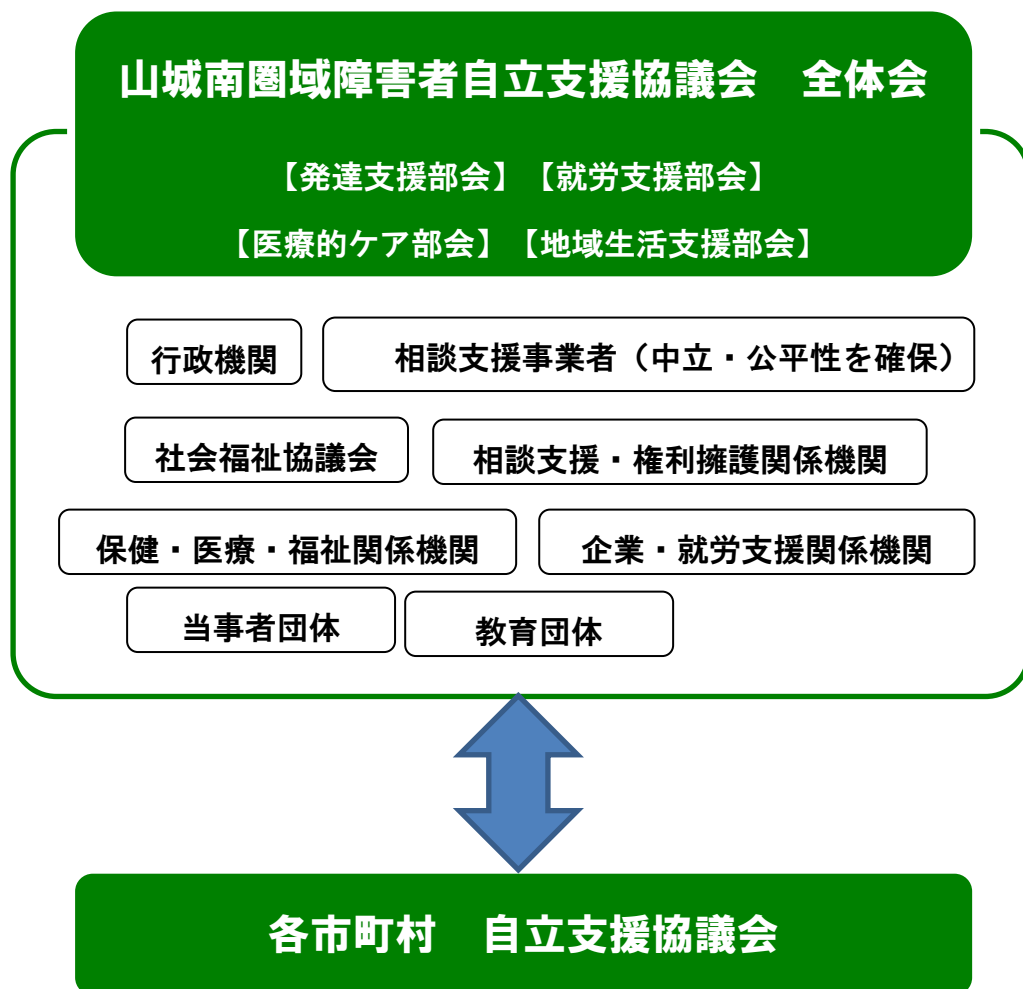 山城南圏域障害者自立支援協議会　全体会
【発達支援部会】【就労支援部会】
【医療的ケア部会】【地域生活支援部会】
行政機関
相談支援事業者（中立・公平性を確保）
社会福祉協議会
相談支援・権利擁護関係機関
保健・医療・福祉関係機関
企業・就労支援関係機関
当事者団体
教育団体
各市町村　自立支援協議会